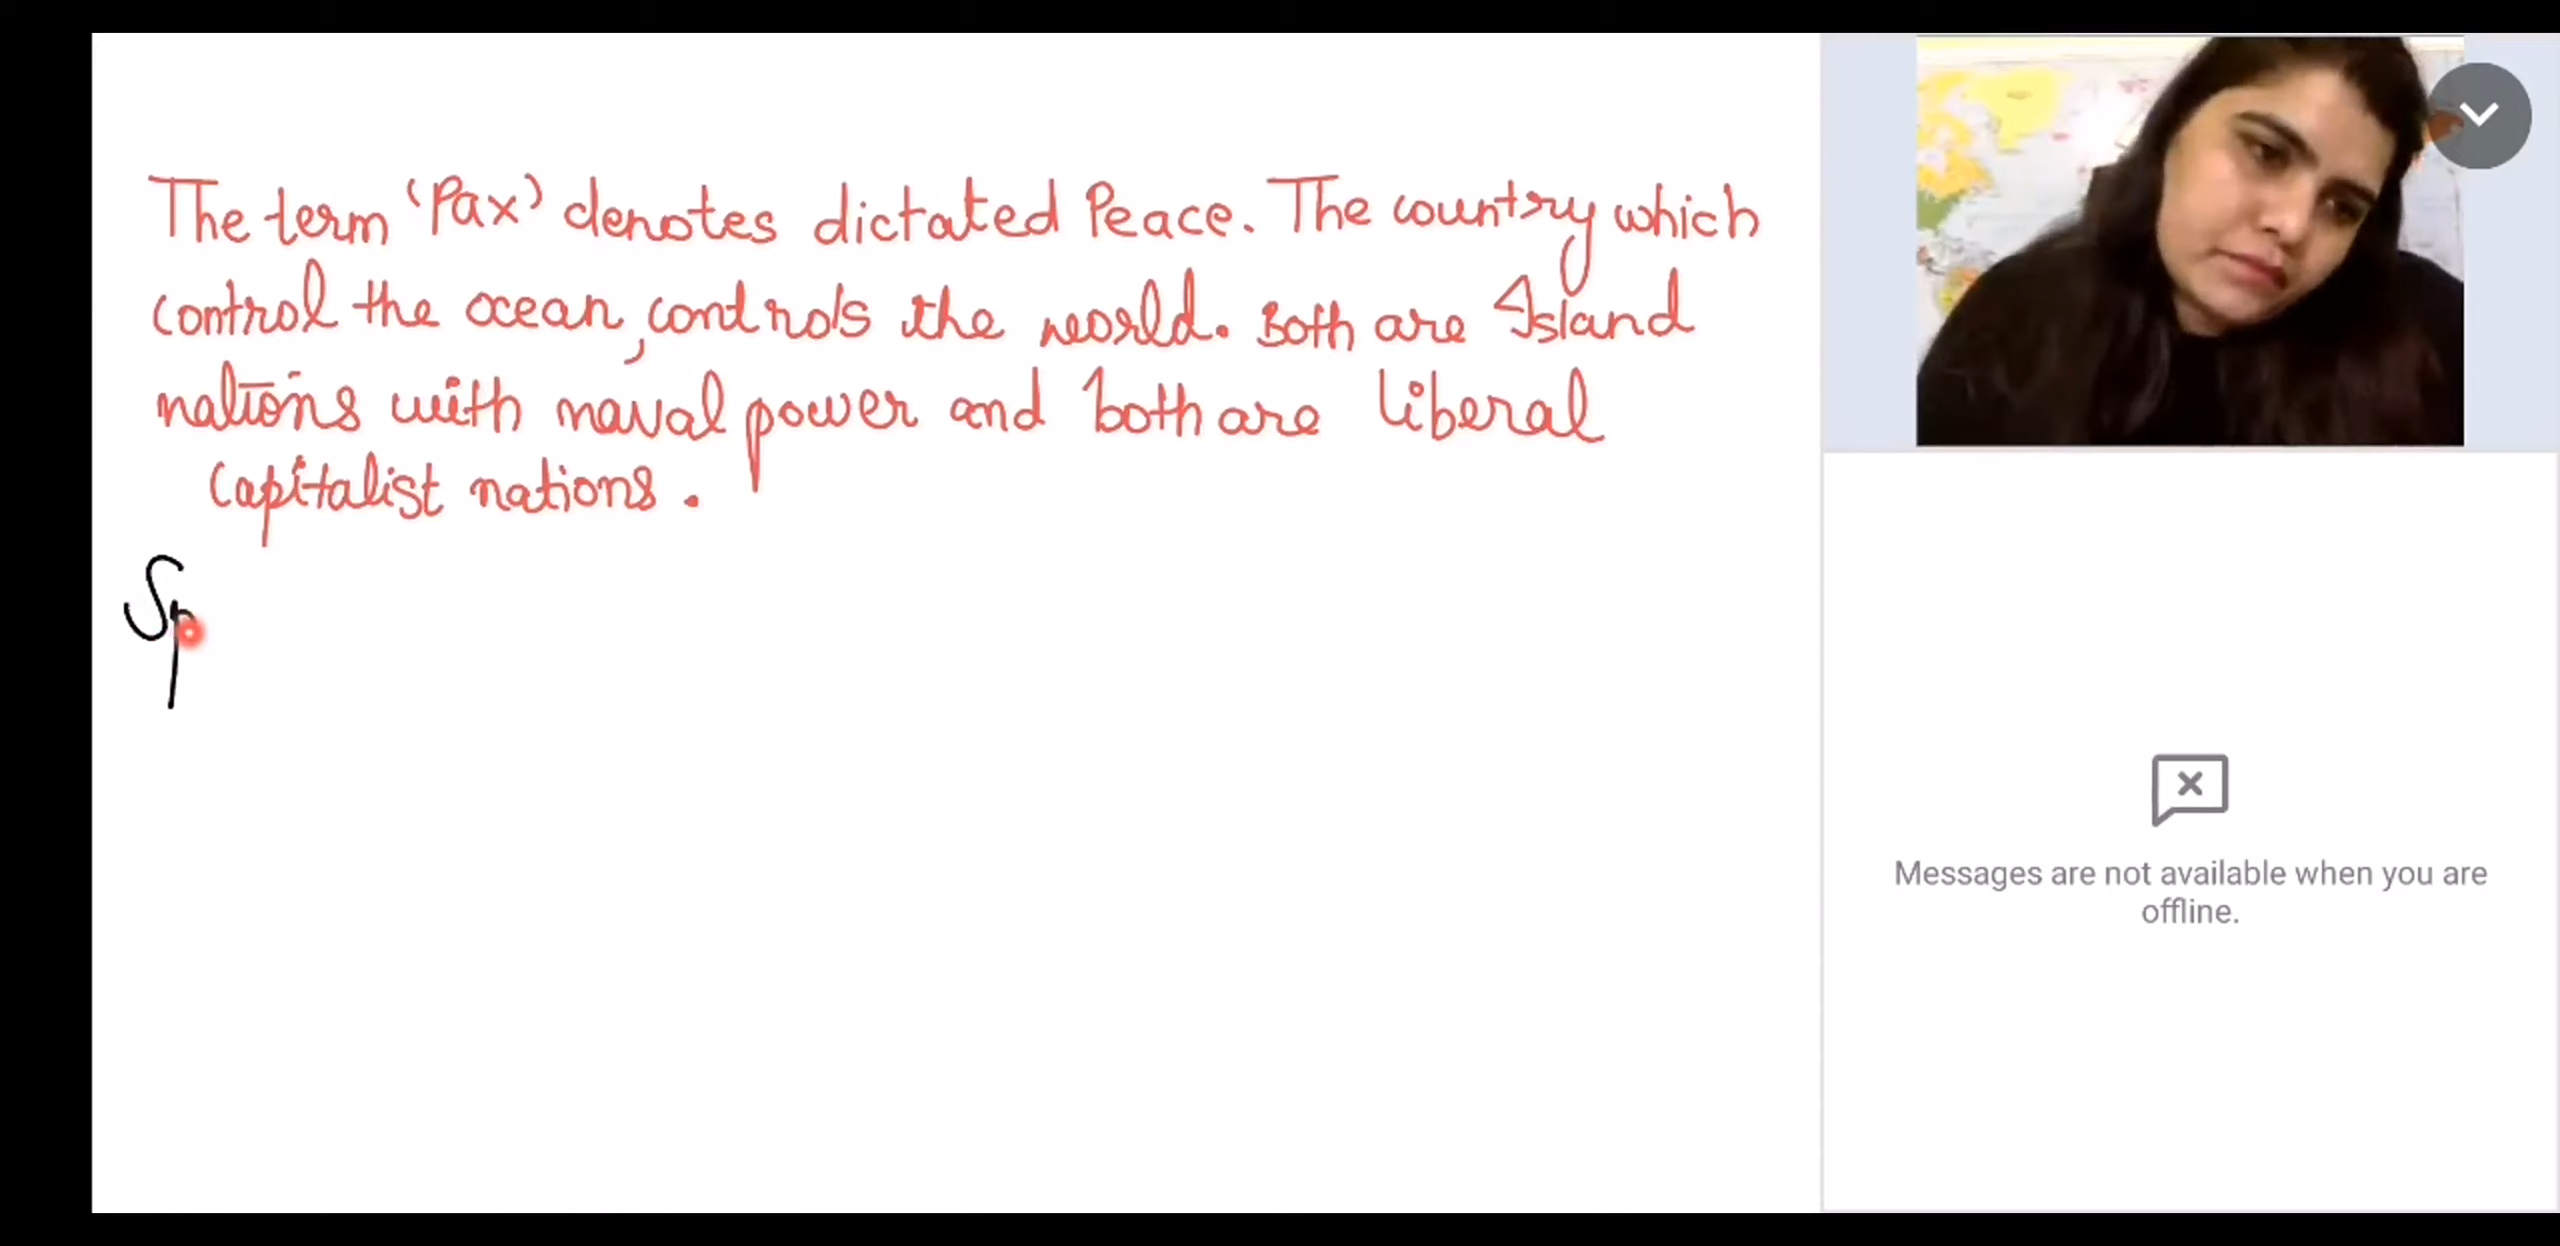 The term 'Pax' denotes dictated Peace. The country which
control the ocean, controls the world. Both are Island
nations with naval power and both are liberal
capitalist nations.
Sp
Messages are not available when you are
offline.